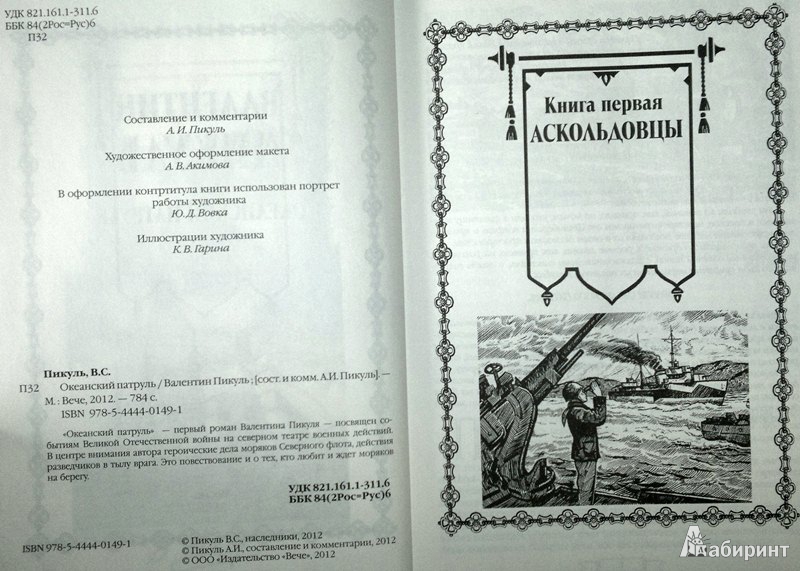 УДК 821.161.1-311.6
ББК 84(2Рос=Рус)6
П32
Составление и комментарии
А.И. Пикуль
Художественное оформление макета
А.В. Акимова
В оформлении контртитула книги использован портрет
работы художника
Ю.Д. Вовка
Иллюстрации художника
К.В. Гарина
Пикуль, В.С.
П32 Океанский патруль / Валентин Пикуль ; [сост. и комм. А.И. Пикуль]. —
М. : Вече, 2012. — 784 с.
ISBN 978-5-4444-0149-1
«Океанский патруль» — первый роман Валентина Пикуля — посвящен со-
бытиям Великой Отечественной войны на северном театре военных действий.
В центре внимания автора героические дела моряков Северного флота, действия
разведчиков в тылу врага. Это повествование и о тех, кто любит и ждет моряков
на берегу.
УДК 821.161.1-311.6
ББК 84(2Рос=Рус)6
ISBN 978-5-4444-0149-1
© Пикуль В.С., наследники, 2012
© Пикуль А.И., составление и комментарии, 2012
© ООО «Издательство «Вече», 2012
Книга первая
АСКОЛЬДОВЦЫ
Лабиринт